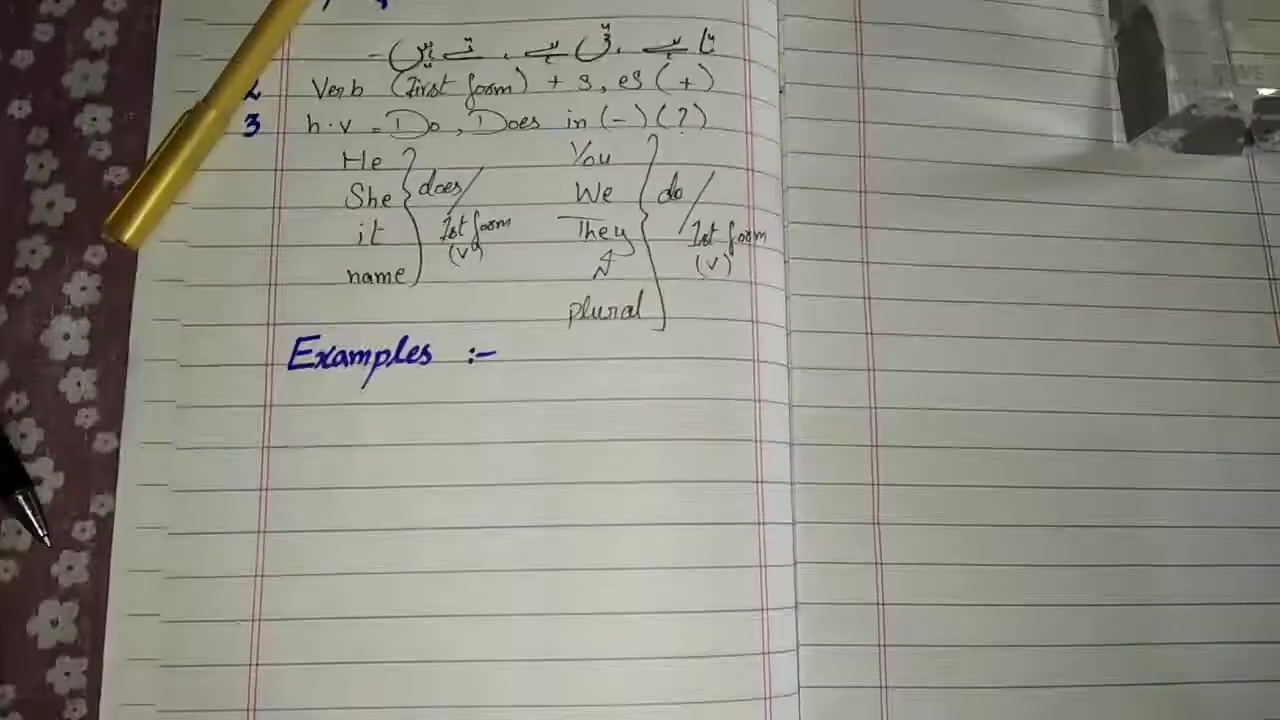 تا ہے ، تی ہے ، تے ہیں -
2 Verb (First form) + s, es (+)
3 h.v = Do, Does in (-) (?)
He You
She does/ We do/
it 1st form They 1st form
(v) I (v)
name
plural
Examples :-